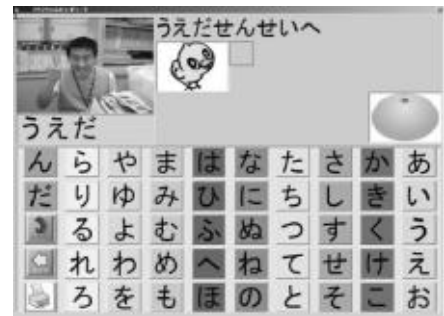 うえだせんせいへ
うえだ
ん ら や ま は な た さ か あ
だ り ゆ み ひ に ち し き い
る よ む ふ ぬ つ す く う
れ わ め へ ね て せ け え
ろ を も ほ の と そ こ お